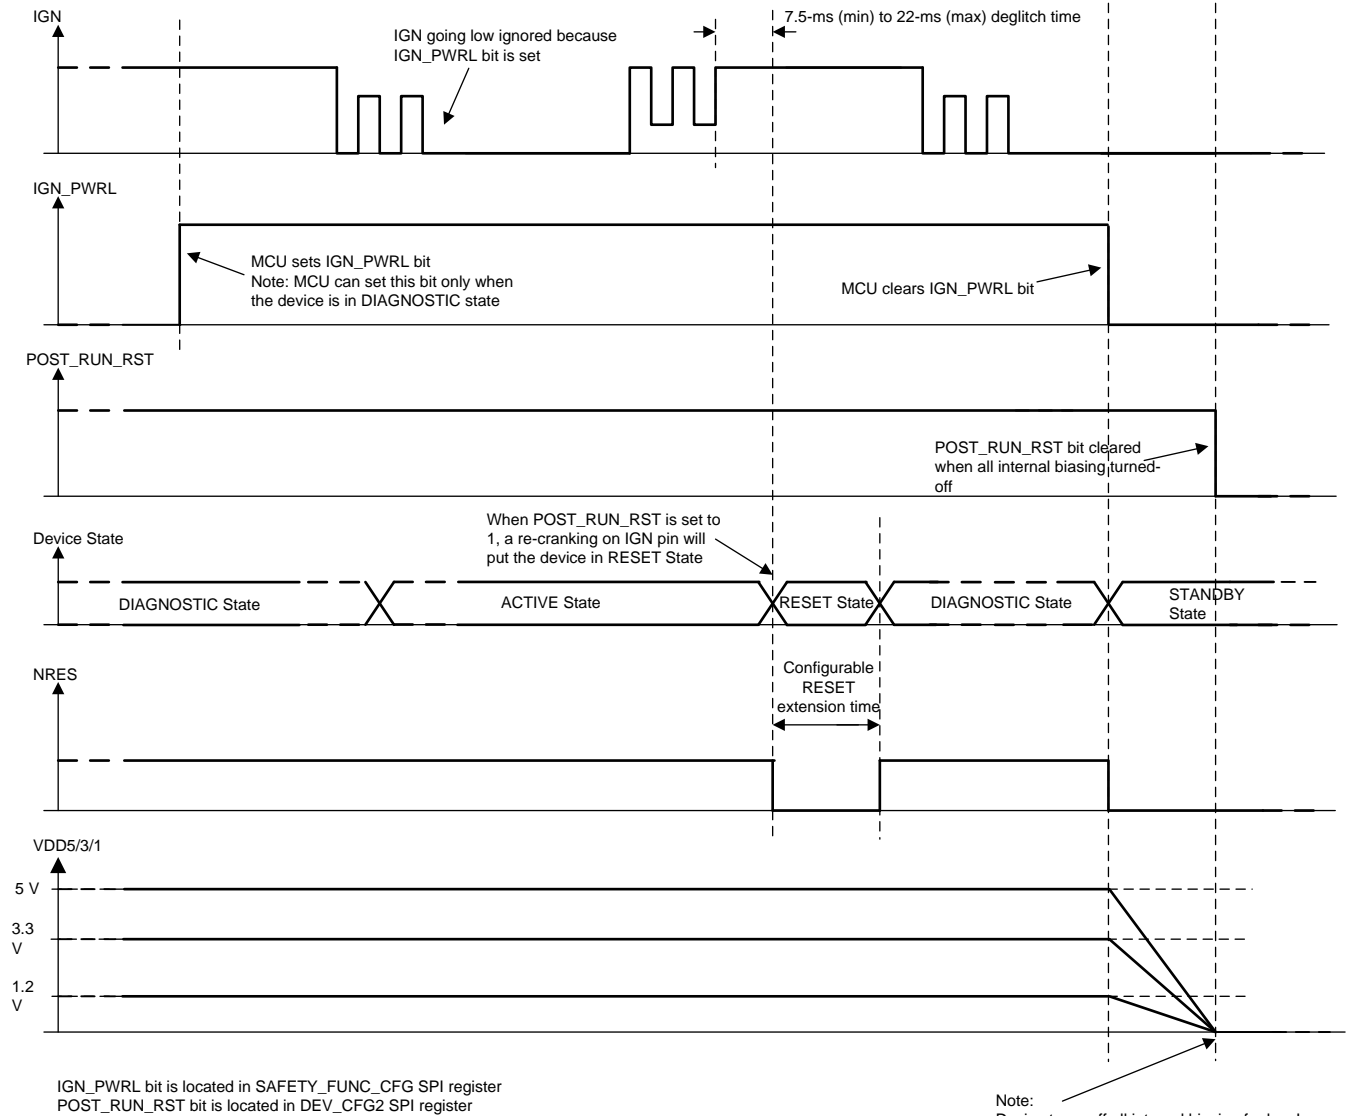 IGN
7.5-ms (min) to 22-ms (max) deglitch time
IGN going low ignored because
IGN_PWRL bit is set
IGN_PWRL
MCU sets IGN_PWRL bit
Note: MCU can set this bit only when
the device is in DIAGNOSTIC state
MCU clears IGN_PWRL bit
POST_RUN_RST
POST_RUN_RST bit cleared
when all internal biasing turned-
off
When POST_RUN_RST is set to
1, a re-cranking on IGN pin will
put the device in RESET State
Device State
DIAGNOSTIC State
ACTIVE State
RESET State
DIAGNOSTIC State
STANDBY
State
NRES
Configurable
RESET
extension time
VDD5/3/1
5 V
3.3
V
1.2
V
IGN_PWRL bit is located in SAFETY_FUNC_CFG SPI register
POST_RUN_RST bit is located in DEV_CFG2 SPI register
Note: